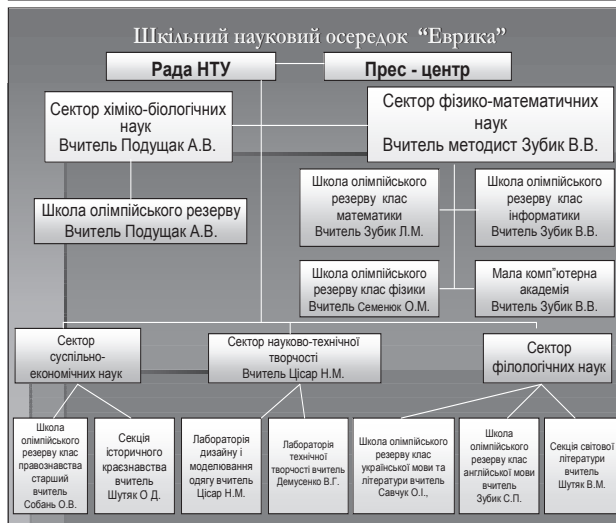 Шкільний науковий осередок “Еврика”
Рада НТУ
Прес - центр
Сектор хіміко-біологічних
наук
Вчитель Подущак А.В.
Сектор фізико-математичних
наук
Вчитель методист Зубик В.В.
Школа олімпійського резерву
Вчитель Подущак А.В.
Школа олімпійського
резерву клас
математики
Вчитель Зубик Л.М.
Школа олімпійського
резерву клас
інформатики
Вчитель Зубик В.В.
Школа олімпійського
резерву клас фізики
Вчитель Семенюк О.М.
Мала комп"ютерна
академія
Вчитель Зубик В.В.
Сектор
суспільно-
економічних наук
Сектор науково-технічної
творчості
Вчитель Цісар Н.М.
Сектор
філологічних наук
Школа
олімпійського
резерву клас
правознавства
старший
вчитель
Собань О.В.
Секція
історичного
краєзнавства
вчитель
Шутяк О Д.
Лабораторія
дизайну і
моделювання
одягу вчитель
Цісар Н.М.
Лабораторія
технічної
творчості вчитель
Демусенко В.Г.
Школа олімпійського
резерву клас
української мови та
літератури вчитель
Савчук О.І.,
Школа
олімпійського
резерву клас
англійської мови
вчитель
Зубик С.П.
Секція світової
літератури
вчитель
Шутяк В.М.